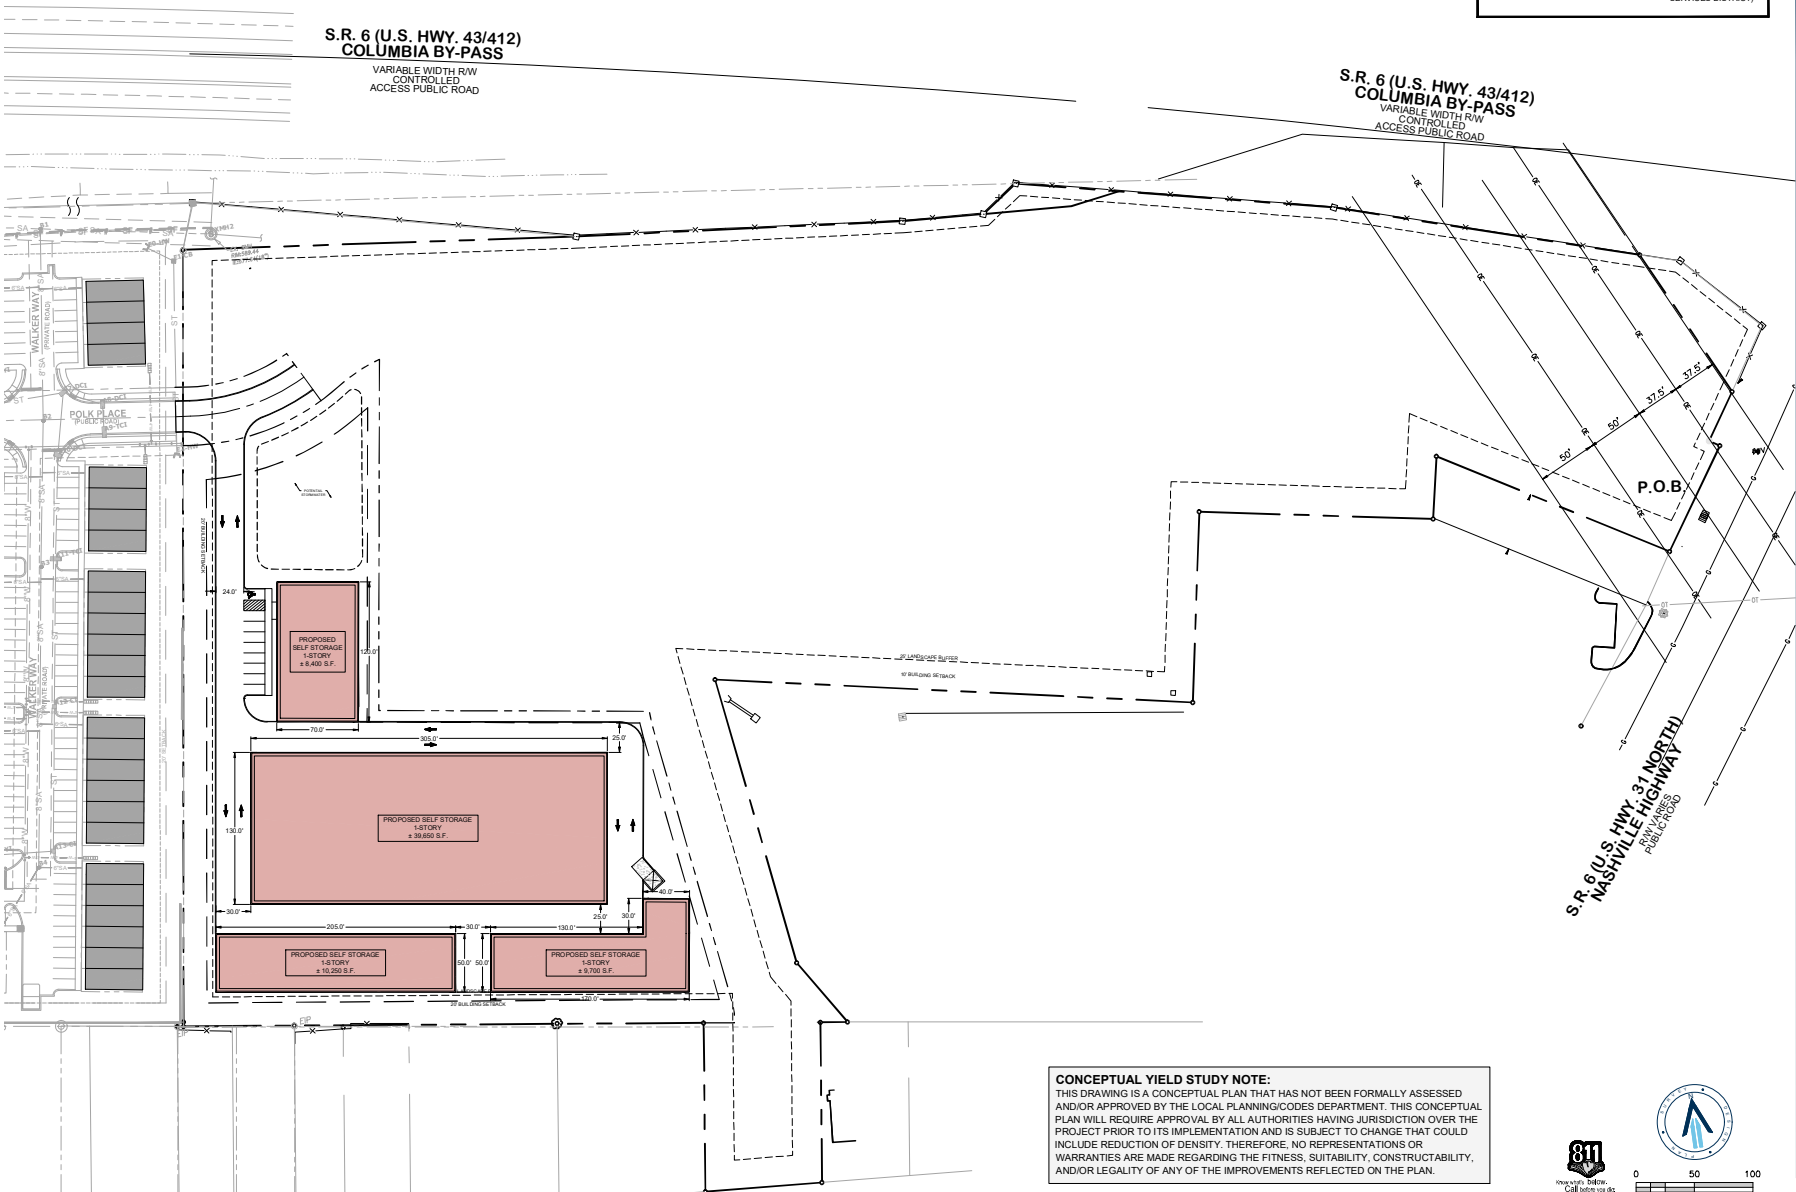 S.R. 6 (U.S. HWY. 43/412)
COLUMBIA BY-PASS
VARIABLE WIDTH R/W
CONTROLLED
ACCESS PUBLIC ROAD
S.R. 6 (U.S. HWY. 43/412)
COLUMBIA BY-PASS
VARIABLE WIDTH R/W
CONTROLLED
ACCESS PUBLIC ROAD
WALKER WAY
(PRIVATE ROAD)
POLK PLACE
(PUBLIC ROAD)
WALKER WAY
(PRIVATE ROAD)
POTENTIAL
STORMWATER
20' BUILDING SETBACK
24.0'
PROPOSED
SELF STORAGE
1-STORY
± 8,400 S.F.
120.0'
70.0'
305.0'
25.0'
130.0'
PROPOSED SELF STORAGE
1-STORY
± 39,650 S.F.
30.0'
25.0'
30.0'
40.0'
205.0'
30.0'
130.0'
PROPOSED SELF STORAGE
1-STORY
± 10,250 S.F.
50.0'
50.0'
PROPOSED SELF STORAGE
1-STORY
± 9,700 S.F.
170.0'
20' BUILDING SETBACK
EIP
EIP
25' LANDSCAPE BUFFER
10' BUILDING SETBACK
50'
50'
37.5'
37.5'
P.O.B.
S.R. 6 (U.S. HWY. 31 NORTH)
NASHVILLE HIGHWAY
R/W VARIES
PUBLIC ROAD
CONCEPTUAL YIELD STUDY NOTE:
THIS DRAWING IS A CONCEPTUAL PLAN THAT HAS NOT BEEN FORMALLY ASSESSED
AND/OR APPROVED BY THE LOCAL PLANNING/CODES DEPARTMENT. THIS CONCEPTUAL
PLAN WILL REQUIRE APPROVAL BY ALL AUTHORITIES HAVING JURISDICTION OVER THE
PROJECT PRIOR TO ITS IMPLEMENTATION AND IS SUBJECT TO CHANGE THAT COULD
INCLUDE REDUCTION OF DENSITY. THEREFORE, NO REPRESENTATIONS OR
WARRANTIES ARE MADE REGARDING THE FITNESS, SUITABILITY, CONSTRUCTABILITY,
AND/OR LEGALITY OF ANY OF THE IMPROVEMENTS REFLECTED ON THE PLAN.
811
Know what's below.
Call before you dig.
SURVEY DESIGN PLAN
0 50 100